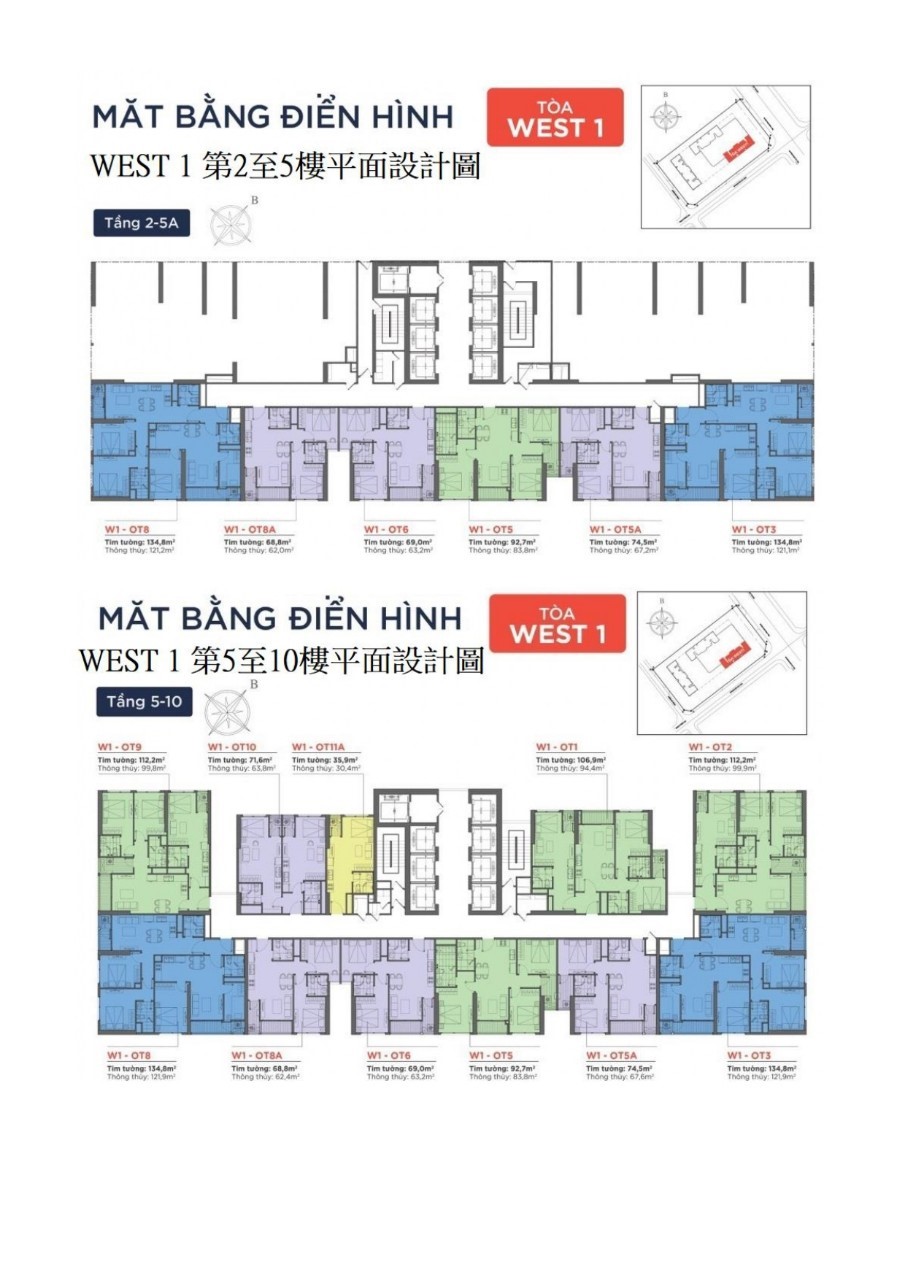 MẶT BẰNG ĐIỂN HÌNH
TÒA
WEST 1
WEST 1 第2至5樓平面設計圖
Tầng 2-5A
B
B
W1 - OT8
Tim tường: 134,8m²
Thông thủy: 121,2m²
W1 - OT8A
Tim tường: 68,8m²
Thông thủy: 62,0m²
W1 - OT6
Tim tường: 69,0m²
Thông thủy: 63,2m²
W1 - OT5
Tim tường: 92,7m²
Thông thủy: 83,8m²
W1 - OT5A
Tim tường: 74,5m²
Thông thủy: 67,2m²
W1 - OT3
Tim tường: 134,8m²
Thông thủy: 121,1m²
MẶT BẰNG ĐIỂN HÌNH
TÒA
WEST 1
WEST 1 第5至10樓平面設計圖
Tầng 5-10
B
B
W1 - OT9
Tim tường: 112,2m²
Thông thủy: 99,8m²
W1 - OT10
Tim tường: 71,6m²
Thông thủy: 63,8m²
W1 - OT11A
Tim tường: 35,9m²
Thông thủy: 30,4m²
W1 - OT1
Tim tường: 106,9m²
Thông thủy: 94,4m²
W1 - OT2
Tim tường: 112,2m²
Thông thủy: 99,9m²
W1 - OT8
Tim tường: 134,8m²
Thông thủy: 121,9m²
W1 - OT8A
Tim tường: 68,8m²
Thông thủy: 62,4m²
W1 - OT6
Tim tường: 69,0m²
Thông thủy: 63,2m²
W1 - OT5
Tim tường: 92,7m²
Thông thủy: 83,8m²
W1 - OT5A
Tim tường: 74,5m²
Thông thủy: 67,6m²
W1 - OT3
Tim tường: 134,8m²
Thông thủy: 121,9m²